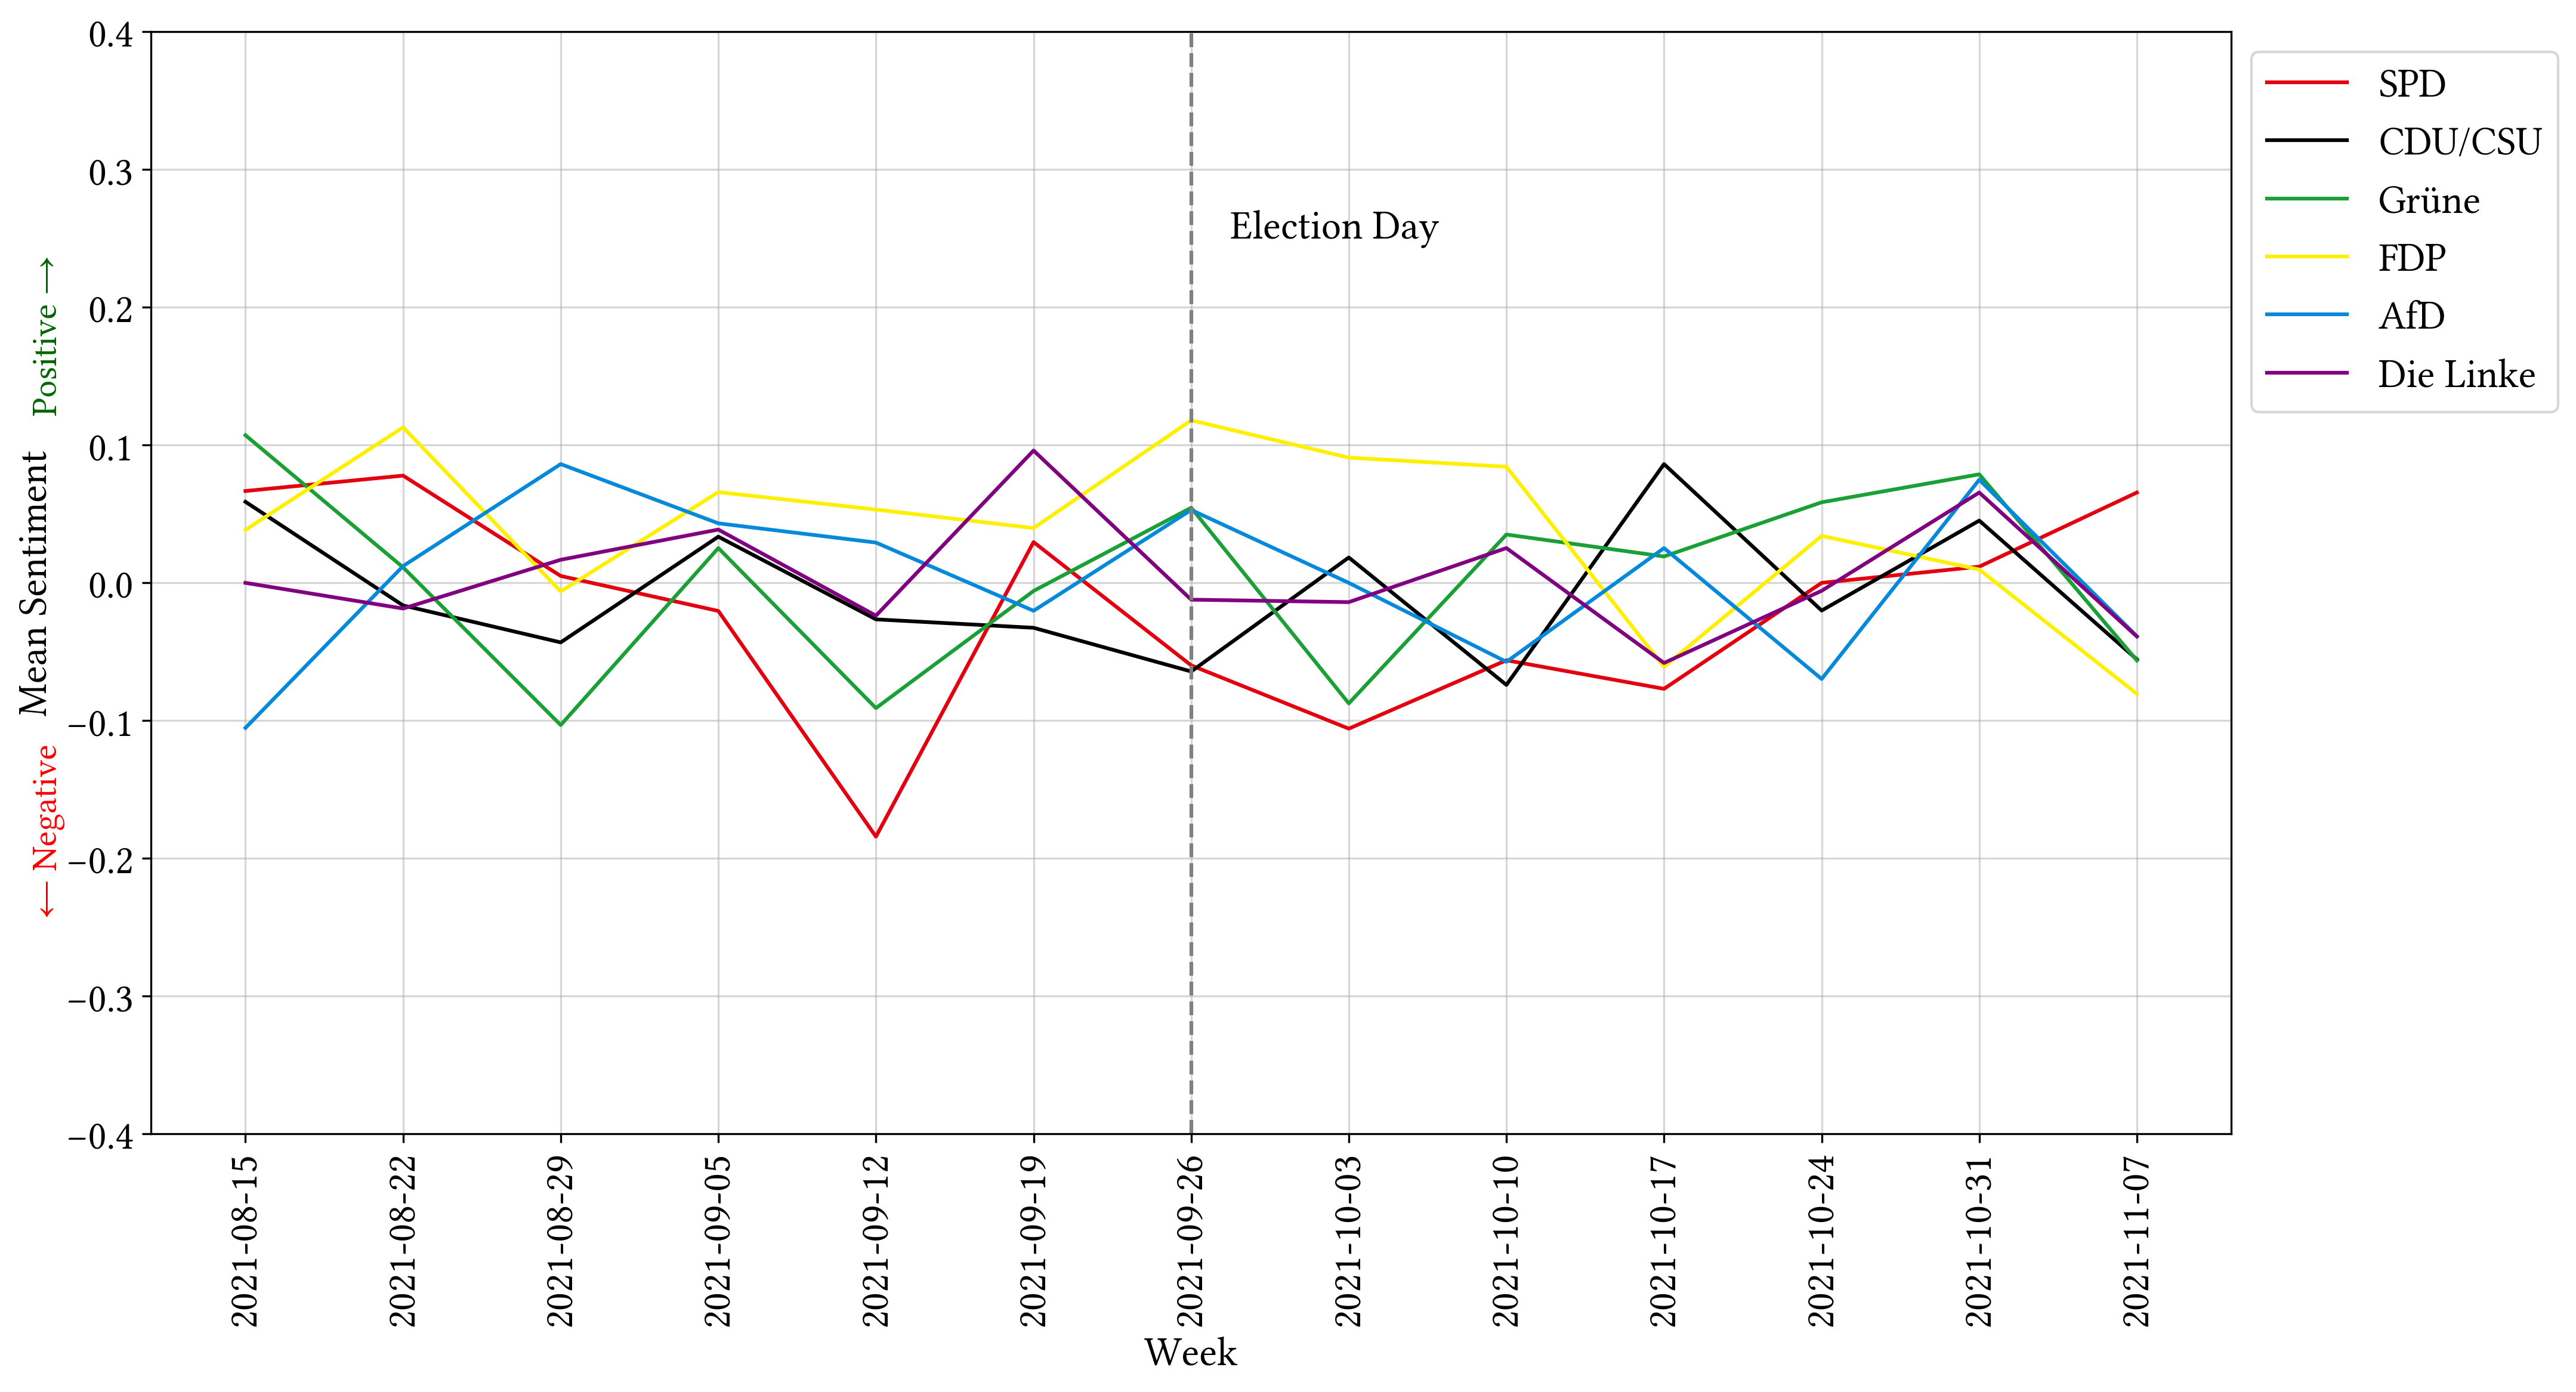 0.4
0.3
0.2
0.1
0.0
−0.1
−0.2
−0.3
−0.4
← Negative
Mean Sentiment
Positive →
Election Day
SPD
CDU/CSU
Grüne
FDP
AfD
Die Linke
2021-08-15
2021-08-22
2021-08-29
2021-09-05
2021-09-12
2021-09-19
2021-09-26
2021-10-03
2021-10-10
2021-10-17
2021-10-24
2021-10-31
2021-11-07
Week